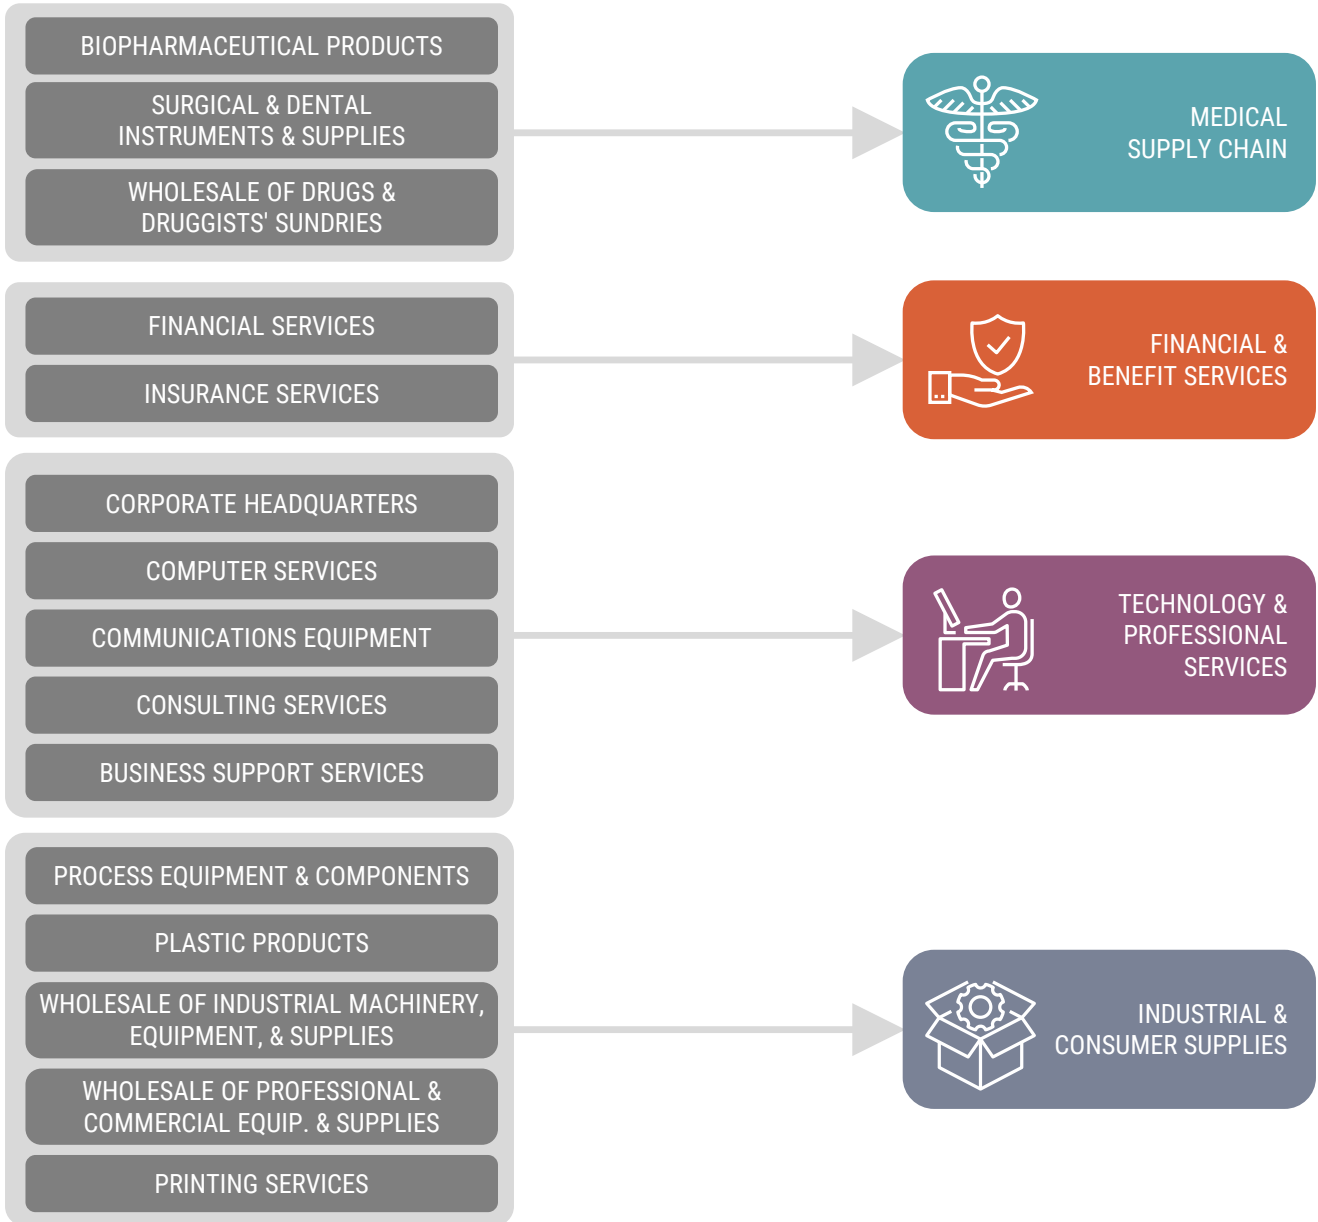 BIOPHARMACEUTICAL PRODUCTS
SURGICAL & DENTAL
INSTRUMENTS & SUPPLIES
WHOLESALE OF DRUGS &
DRUGGISTS' SUNDRIES
MEDICAL
SUPPLY CHAIN
FINANCIAL SERVICES
INSURANCE SERVICES
FINANCIAL &
BENEFIT SERVICES
CORPORATE HEADQUARTERS
COMPUTER SERVICES
COMMUNICATIONS EQUIPMENT
CONSULTING SERVICES
BUSINESS SUPPORT SERVICES
TECHNOLOGY &
PROFESSIONAL
SERVICES
PROCESS EQUIPMENT & COMPONENTS
PLASTIC PRODUCTS
WHOLESALE OF INDUSTRIAL MACHINERY,
EQUIPMENT, & SUPPLIES
WHOLESALE OF PROFESSIONAL &
COMMERCIAL EQUIP. & SUPPLIES
PRINTING SERVICES
INDUSTRIAL &
CONSUMER SUPPLIES